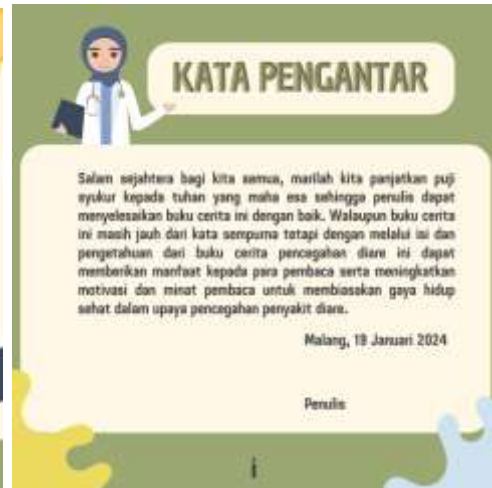 KATA PENGANTAR
Salam sejahtera bagi kita semua, marilah kita panjatkan puji
syukur kepada tuhan yang maha esa sehingga penulis dapat
menyelesaikan buku cerita ini dengan baik. Walaupun buku cerita
ini masih jauh dari kata sempurna tetapi dengan melalui isi dan
pengetahuan dari buku cerita pencegahan diare ini dapat
memberikan manfaat kepada para pembaca serta meningkatkan
motivasi dan minat pembaca untuk membiasakan gaya hidup
sehat dalam upaya pencegahan penyakit diare.
Malang, 19 Januari 2024
Penulis
i